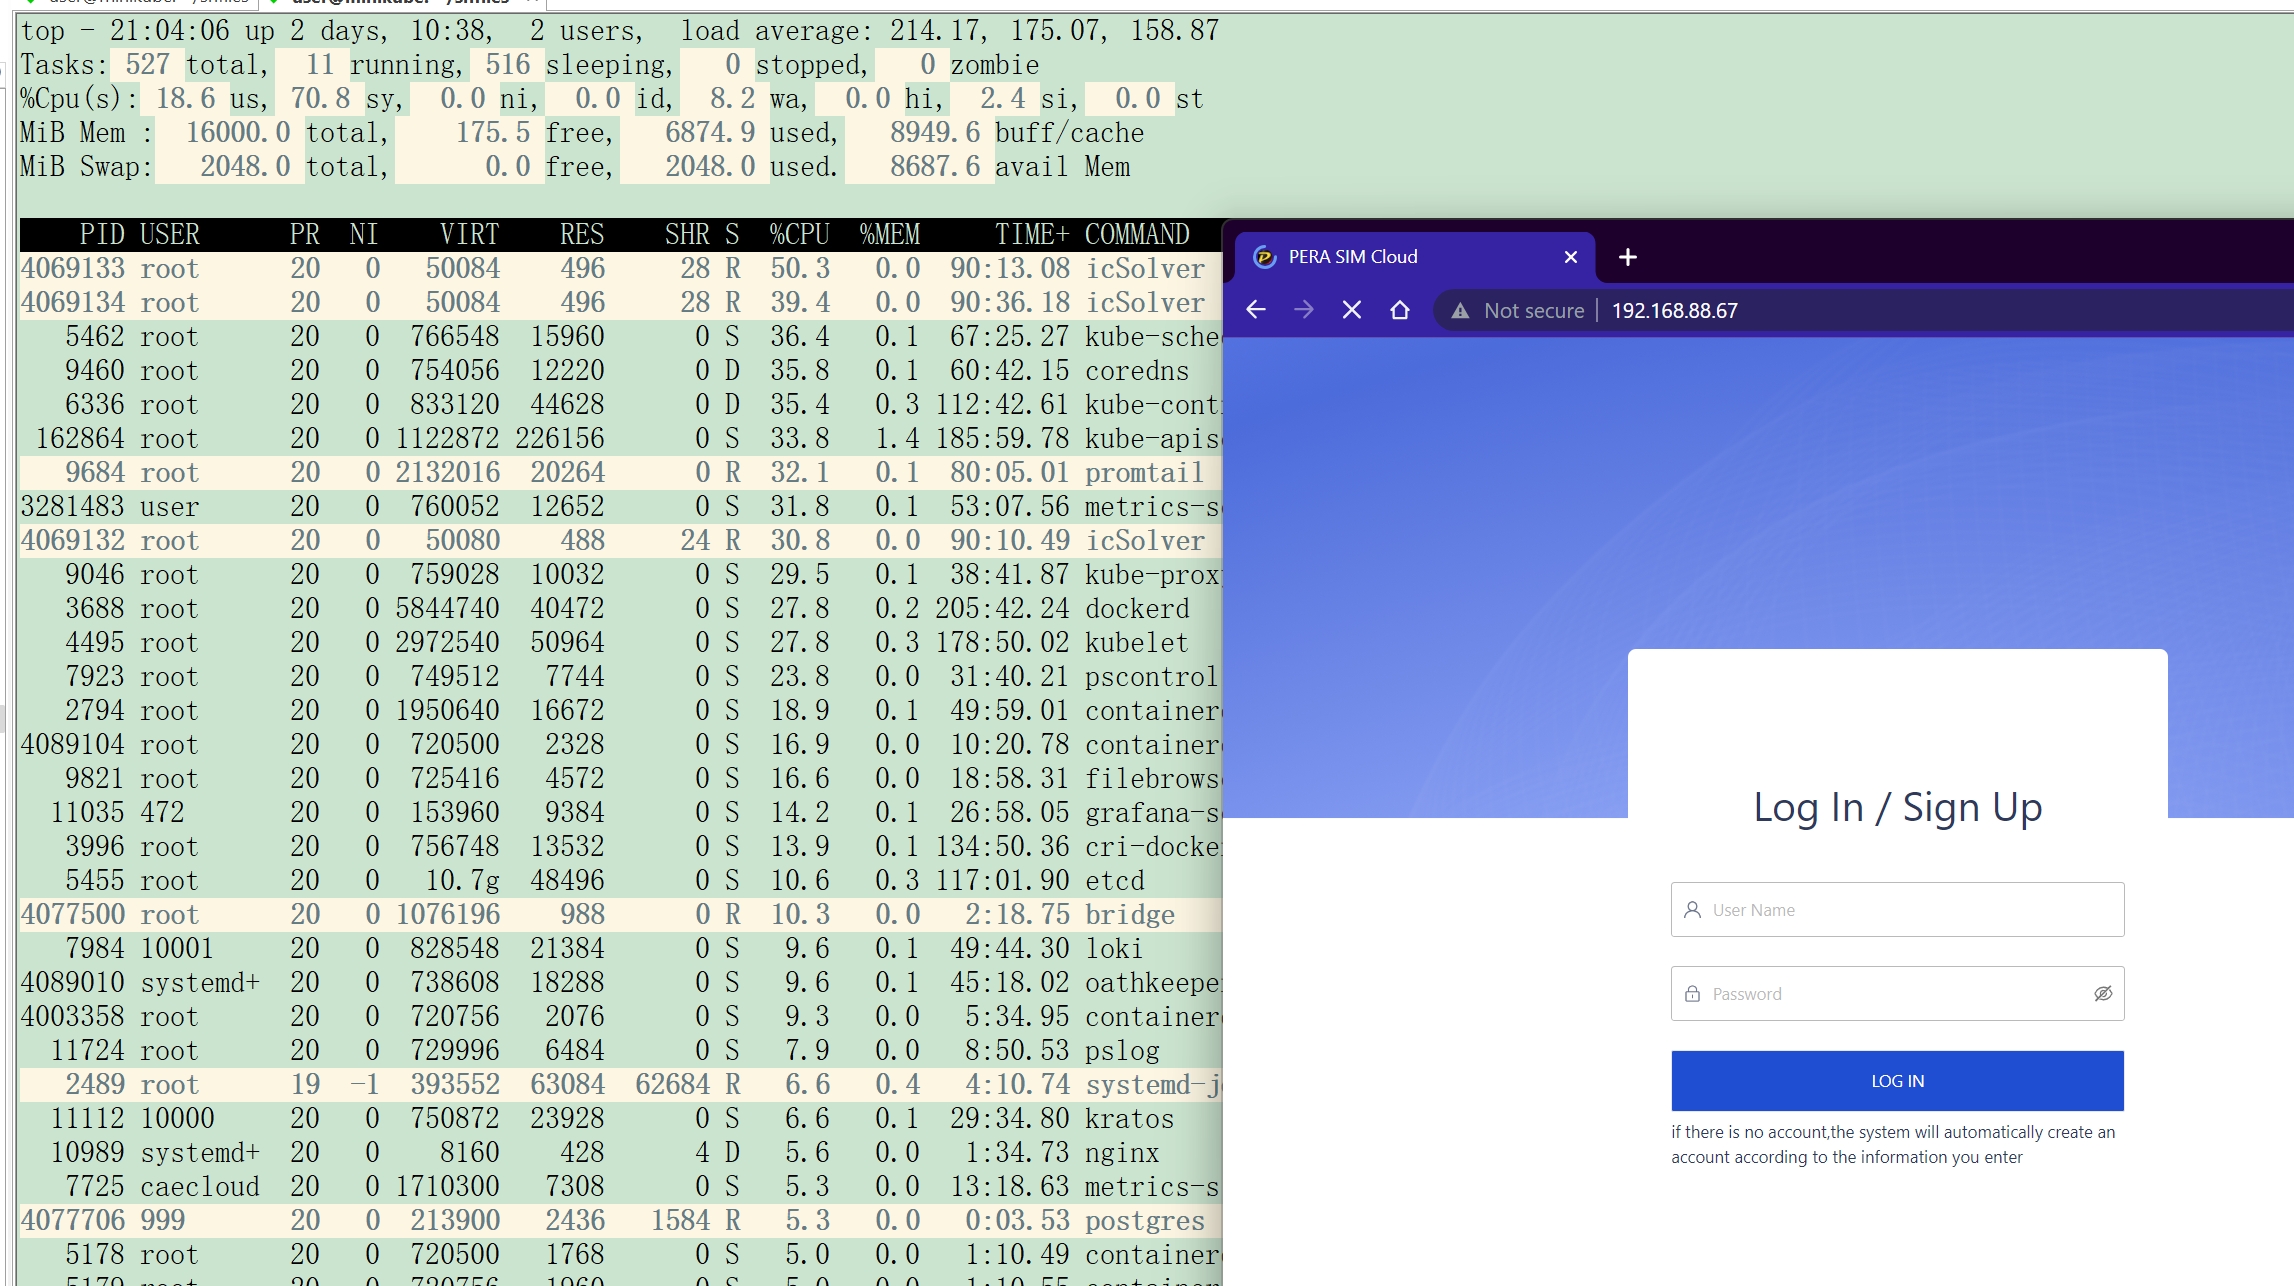 top - 21:04:06 up 2 days, 10:38,  2 users,  load average: 214.17, 175.07, 158.87
Tasks: 527 total,  11 running, 516 sleeping,   0 stopped,   0 zombie
%Cpu(s): 18.6 us, 70.8 sy,  0.0 ni,  0.0 id,  8.2 wa,  0.0 hi,  2.4 si,  0.0 st
MiB Mem :  16000.0 total,    175.5 free,   6874.9 used,   8949.6 buff/cache
MiB Swap:   2048.0 total,      0.0 free,   2048.0 used.   8687.6 avail Mem
PID USER PR NI VIRT RES SHR S %CPU %MEM TIME+ COMMAND
4069133 root 20 0 50084 496 28 R 50.3 0.0 90:13.08 icSolver
4069134 root 20 0 50084 496 28 R 39.4 0.0 90:36.18 icSolver
5462 root 20 0 766548 15960 0 S 36.4 0.1 67:25.27 kube-sche
9460 root 20 0 754056 12220 0 D 35.8 0.1 60:42.15 coredns
6336 root 20 0 833120 44628 0 D 35.4 0.3 112:42.61 kube-cont
162864 root 20 0 1122872 226156 0 S 33.8 1.4 185:59.78 kube-apis
9684 root 20 0 2132016 20264 0 R 32.1 0.1 80:05.01 promtail
3281483 user 20 0 760052 12652 0 S 31.8 0.1 53:07.56 metrics-s
4069132 root 20 0 50080 488 24 R 30.8 0.0 90:10.49 icSolver
9046 root 20 0 759028 10032 0 S 29.5 0.1 38:41.87 kube-prox
3688 root 20 0 5844740 40472 0 S 27.8 0.2 205:42.24 dockerd
4495 root 20 0 2972540 50964 0 S 27.8 0.3 178:50.02 kubelet
7923 root 20 0 749512 7744 0 S 23.8 0.0 31:40.21 pscontrol
2794 root 20 0 1950640 16672 0 S 18.9 0.1 49:59.01 container
4089104 root 20 0 720500 2328 0 S 16.9 0.0 10:20.78 container
9821 root 20 0 725416 4572 0 S 16.6 0.0 18:58.31 filebrows
11035 472 20 0 153960 9384 0 S 14.2 0.1 26:58.05 grafana-s
3996 root 20 0 756748 13532 0 S 13.9 0.1 134:50.36 cri-docke
5455 root 20 0 10.7g 48496 0 S 10.6 0.3 117:01.90 etcd
4077500 root 20 0 1076196 988 0 R 10.3 0.0 2:18.75 bridge
7984 10001 20 0 828548 21384 0 S 9.6 0.1 49:44.30 loki
4089010 systemd+ 20 0 738608 18288 0 S 9.6 0.1 45:18.02 oathkeepe
4003358 root 20 0 720756 2076 0 S 9.3 0.0 5:34.95 container
11724 root 20 0 729996 6484 0 S 7.9 0.0 8:50.53 pslog
2489 root 19 -1 393552 63084 62684 R 6.6 0.4 4:10.74 systemd-j
11112 10000 20 0 750872 23928 0 S 6.6 0.1 29:34.80 kratos
10989 systemd+ 20 0 8160 428 4 D 5.6 0.0 1:34.73 nginx
7725 caecloud 20 0 1710300 7308 0 S 5.3 0.0 13:18.63 metrics-s
4077706 999 20 0 213900 2436 1584 R 5.3 0.0 0:03.53 postgres
5178 root 20 0 720500 1768 0 S 5.0 0.0 1:10.49 container
PERA SIM Cloud
Not secure
192.168.88.67
Log In / Sign Up
User Name
Password
LOG IN
if there is no account,the system will automatically create an
account according to the information you enter